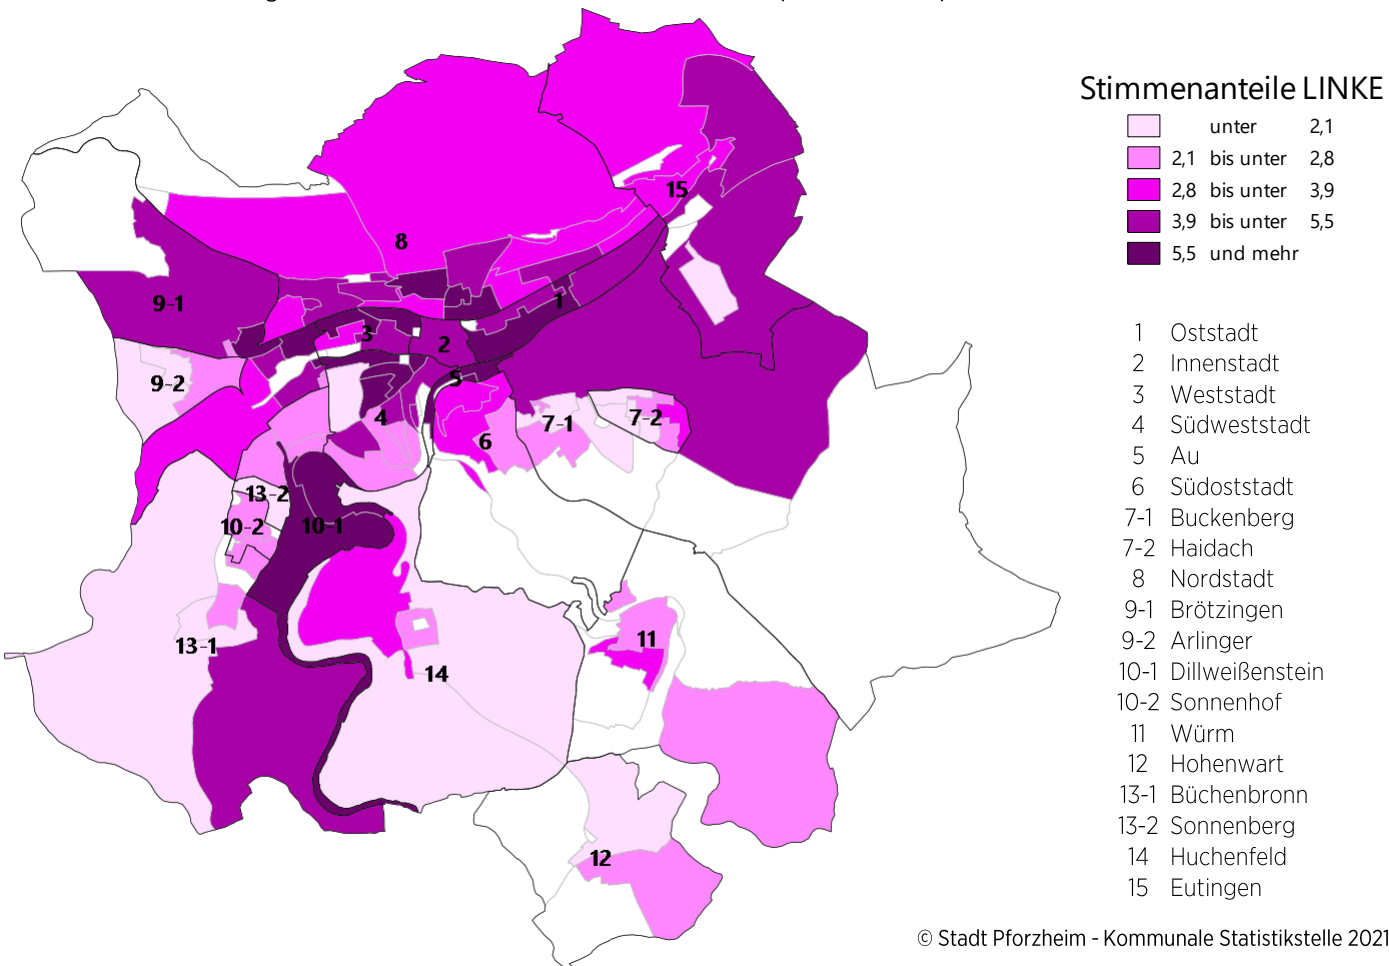 Stimmenanteile LINKE
unter 2,1
2,1 bis unter 2,8
2,8 bis unter 3,9
3,9 bis unter 5,5
5,5 und mehr
1 Oststadt
2 Innenstadt
3 Weststadt
4 Südweststadt
5 Au
6 Südoststadt
7-1 Buckenberg
7-2 Haidach
8 Nordstadt
9-1 Brötzingen
9-2 Arlinger
10-1 Dillweißenstein
10-2 Sonnenhof
11 Würm
12 Hohenwart
13-1 Büchenbronn
13-2 Sonnenberg
14 Huchenfeld
15 Eutingen
15
8
9-1
1
3
2
9-2
5
4
7-1
7-2
6
13-2
10-2
10-1
11
13-1
14
12
© Stadt Pforzheim - Kommunale Statistikstelle 2021